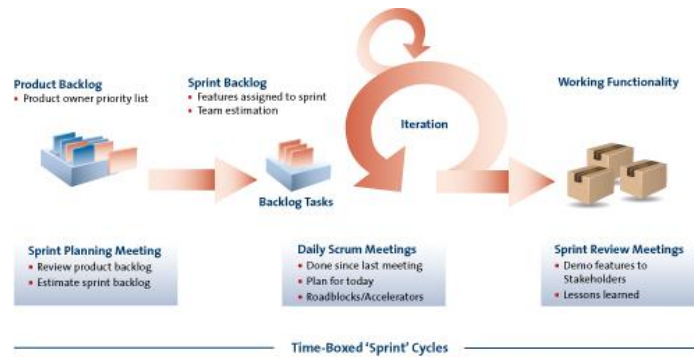 Product Backlog
• Product owner priority list
Sprint Backlog
• Features assigned to sprint
• Team estimation
Working Functionality
Iteration
Backlog Tasks
Sprint Planning Meeting
• Review product backlog
• Estimate sprint backlog
Daily Scrum Meetings
• Done since last meeting
• Plan for today
• Roadblocks/Accelerators
Sprint Review Meetings
• Demo features to
Stakeholders
• Lessons learned
Time-Boxed ‘Sprint’ Cycles